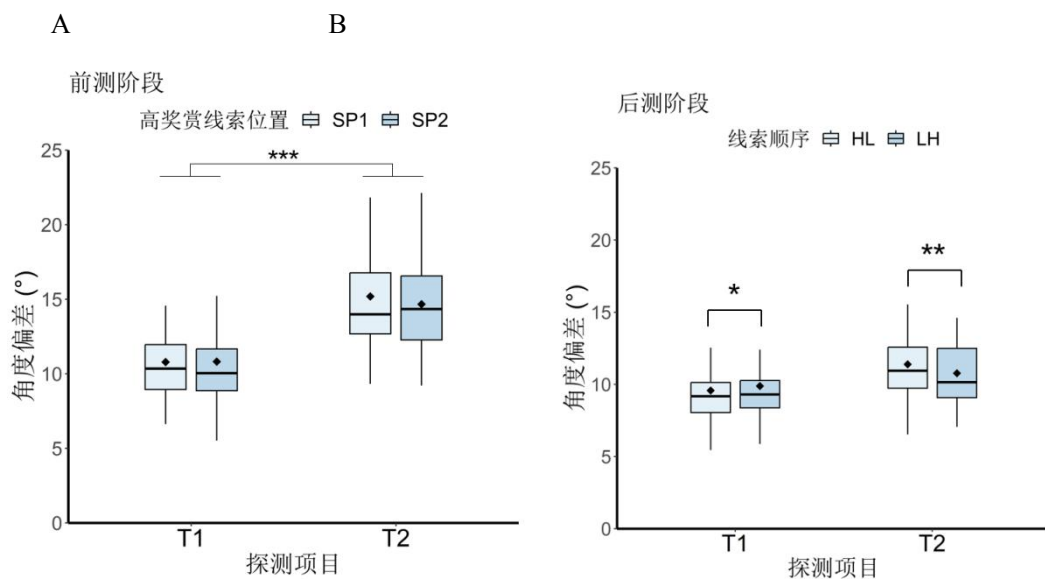 A
B
前测阶段
高奖赏线索位置 SP1 SP2
***
25
20
15
10
5
0
角度偏差 (°)
T1
T2
探测项目
后测阶段
线索顺序 HL LH
*
**
25
20
15
10
5
0
角度偏差 (°)
T1
T2
探测项目